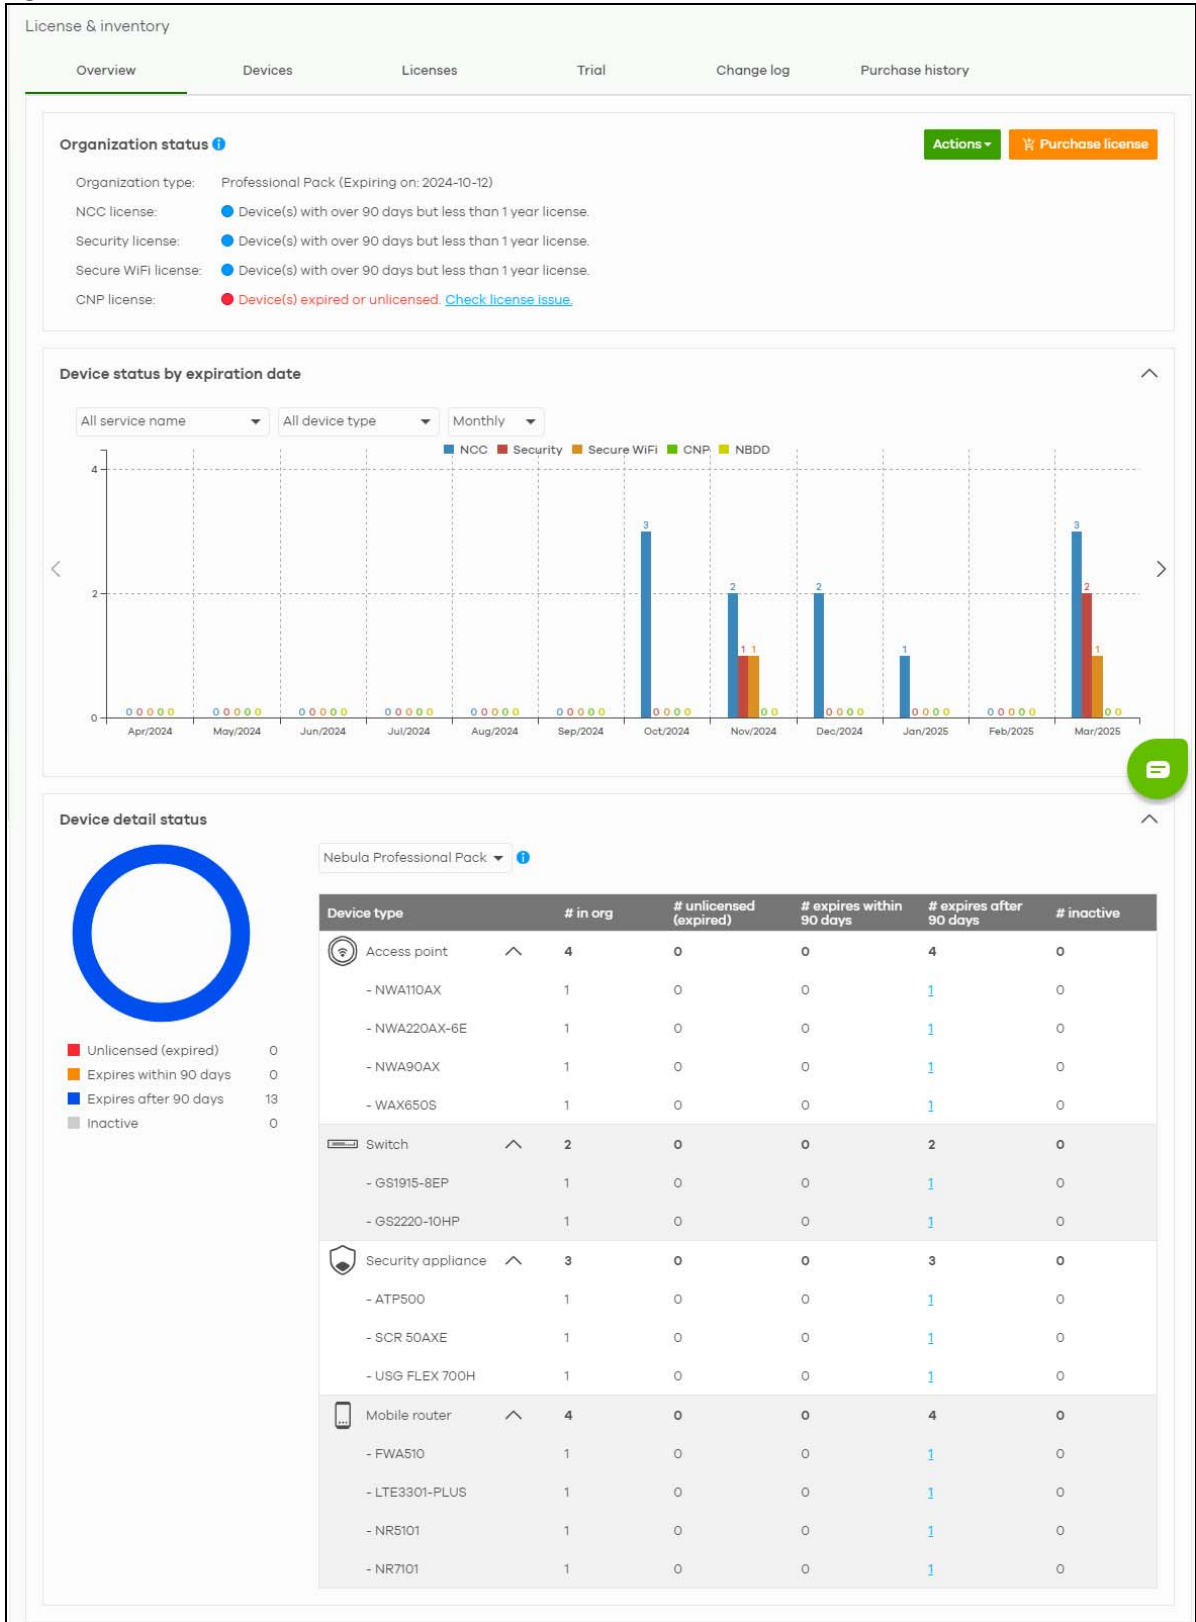 License & inventory
Overview Devices Licenses Trial Change log Purchase history
Organization status
Actions Purchase license
Organization type: Professional Pack (Expiring on: 2024-10-12)
NCC license: Device(s) with over 90 days but less than 1 year license.
Security license: Device(s) with over 90 days but less than 1 year license.
Secure WiFi license: Device(s) with over 90 days but less than 1 year license.
CNP license: Device(s) expired or unlicensed. Check license issue.
Device status by expiration date
All service name All device type Monthly
NCC Security Secure WiFi CNP NBDD
4
3 3
2 2 2 2
1 1 1 1
0 0 0 0 0 0 0 0 0 0 0 0 0 0 0 0 0 0 0 0 0 0 0 0 0 0 0 0 0 0 0 0 0 0 0 0 0 0 0 0 0 0 0 0 0 0 0 0 0 0 0 0
Apr/2024 May/2024 Jun/2024 Jul/2024 Aug/2024 Sep/2024 Oct/2024 Nov/2024 Dec/2024 Jan/2025 Feb/2025 Mar/2025
Device detail status
Nebula Professional Pack
Unlicensed (expired) 0
Expires within 90 days 0
Expires after 90 days 13
Inactive 0
Device type # in org # unlicensed (expired) # expires within 90 days # expires after 90 days # inactive
Access point 4 0 0 4 0
- NWA110AX 1 0 0 1 0
- NWA220AX-6E 1 0 0 1 0
- NWA90AX 1 0 0 1 0
- WAX650S 1 0 0 1 0
Switch 2 0 0 2 0
- GS1915-8EP 1 0 0 1 0
- GS2220-10HP 1 0 0 1 0
Security appliance 3 0 0 3 0
- ATP500 1 0 0 1 0
- SCR 50AXE 1 0 0 1 0
- USG FLEX 700H 1 0 0 1 0
Mobile router 4 0 0 4 0
- FWA510 1 0 0 1 0
- LTE3301-PLUS 1 0 0 1 0
- NR5101 1 0 0 1 0
- NR7101 1 0 0 1 0